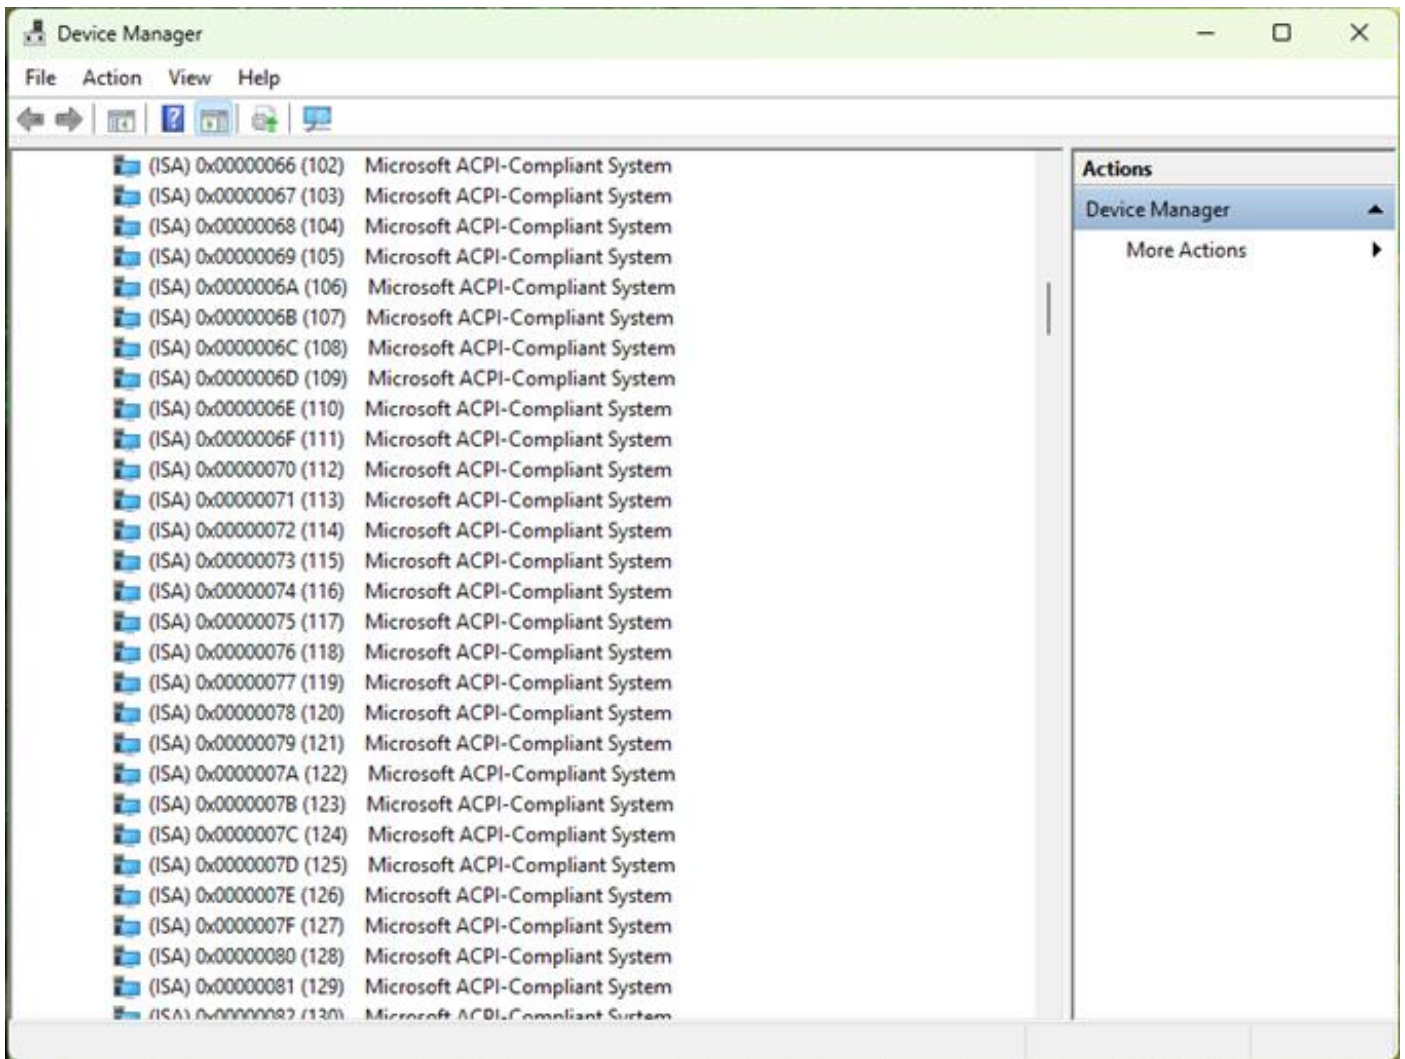 Device Manager
File Action View Help
(ISA) 0x00000066 (102) Microsoft ACPI-Compliant System
(ISA) 0x00000067 (103) Microsoft ACPI-Compliant System
(ISA) 0x00000068 (104) Microsoft ACPI-Compliant System
(ISA) 0x00000069 (105) Microsoft ACPI-Compliant System
(ISA) 0x0000006A (106) Microsoft ACPI-Compliant System
(ISA) 0x0000006B (107) Microsoft ACPI-Compliant System
(ISA) 0x0000006C (108) Microsoft ACPI-Compliant System
(ISA) 0x0000006D (109) Microsoft ACPI-Compliant System
(ISA) 0x0000006E (110) Microsoft ACPI-Compliant System
(ISA) 0x0000006F (111) Microsoft ACPI-Compliant System
(ISA) 0x00000070 (112) Microsoft ACPI-Compliant System
(ISA) 0x00000071 (113) Microsoft ACPI-Compliant System
(ISA) 0x00000072 (114) Microsoft ACPI-Compliant System
(ISA) 0x00000073 (115) Microsoft ACPI-Compliant System
(ISA) 0x00000074 (116) Microsoft ACPI-Compliant System
(ISA) 0x00000075 (117) Microsoft ACPI-Compliant System
(ISA) 0x00000076 (118) Microsoft ACPI-Compliant System
(ISA) 0x00000077 (119) Microsoft ACPI-Compliant System
(ISA) 0x00000078 (120) Microsoft ACPI-Compliant System
(ISA) 0x00000079 (121) Microsoft ACPI-Compliant System
(ISA) 0x0000007A (122) Microsoft ACPI-Compliant System
(ISA) 0x0000007B (123) Microsoft ACPI-Compliant System
(ISA) 0x0000007C (124) Microsoft ACPI-Compliant System
(ISA) 0x0000007D (125) Microsoft ACPI-Compliant System
(ISA) 0x0000007E (126) Microsoft ACPI-Compliant System
(ISA) 0x0000007F (127) Microsoft ACPI-Compliant System
(ISA) 0x00000080 (128) Microsoft ACPI-Compliant System
(ISA) 0x00000081 (129) Microsoft ACPI-Compliant System
(ISA) 0x00000082 (130) Microsoft ACPI-Compliant System
Actions
Device Manager
More Actions